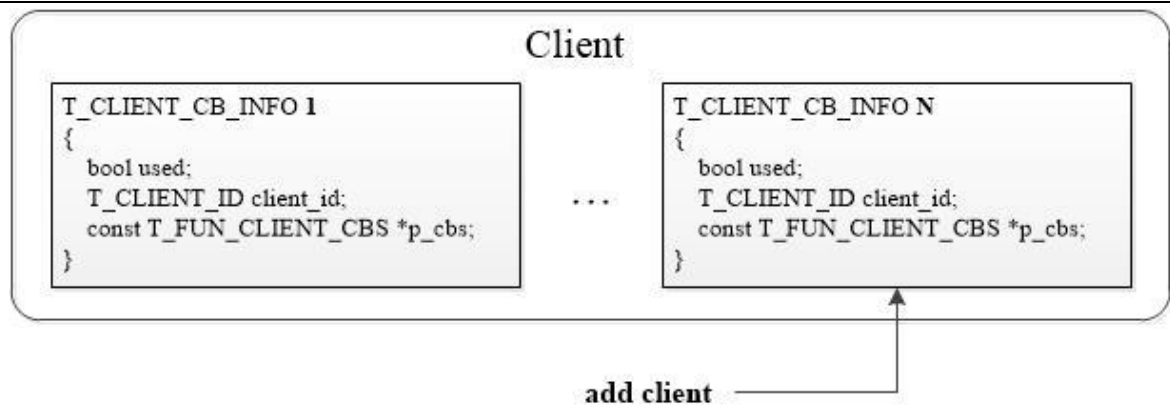 Client
T_CLIENT_CB_INFO 1
{
bool used;
T_CLIENT_ID client_id;
const T_FUN_CLIENT_CBS *p_cbs;
}
...
T_CLIENT_CB_INFO N
{
bool used;
T_CLIENT_ID client_id;
const T_FUN_CLIENT_CBS *p_cbs;
}
add client